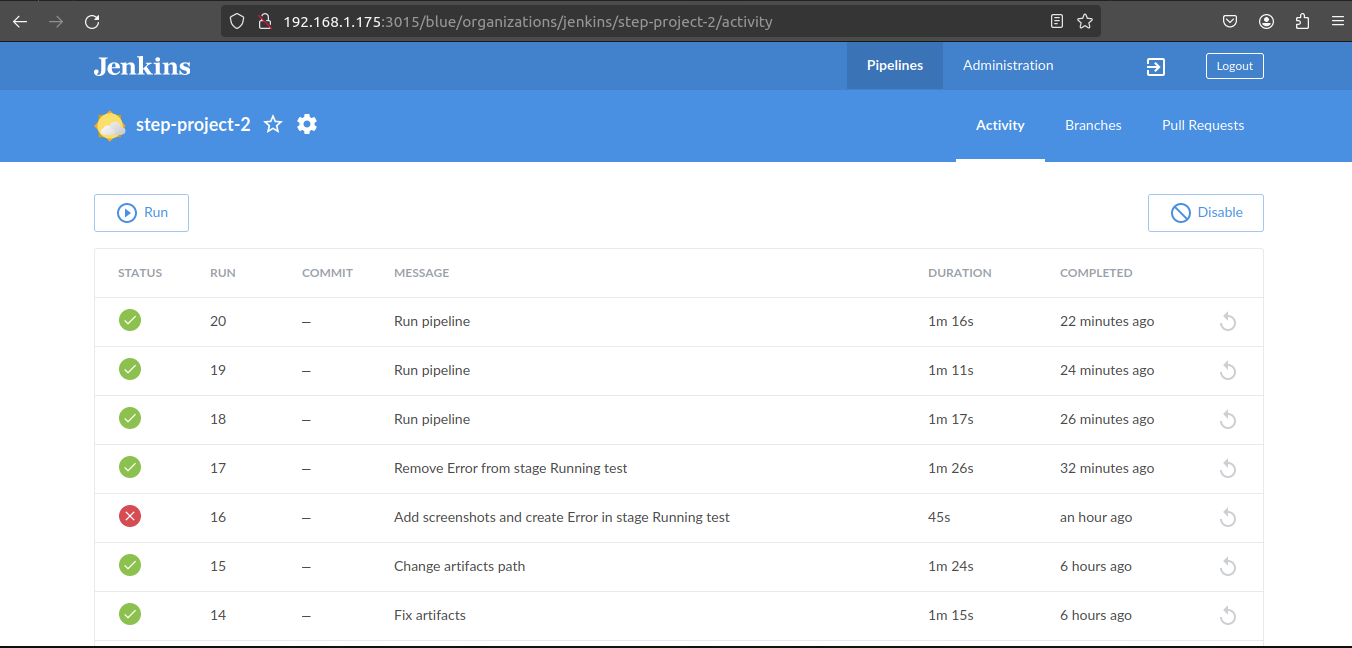 192.168.1.175:3015/blue/organizations/jenkins/step-project-2/activity
Jenkins Pipelines Administration Logout
step-project-2 Activity Branches Pull Requests
Run Disable
STATUS RUN COMMIT MESSAGE DURATION COMPLETED
20 — Run pipeline 1m 16s 22 minutes ago
19 — Run pipeline 1m 11s 24 minutes ago
18 — Run pipeline 1m 17s 26 minutes ago
17 — Remove Error from stage Running test 1m 26s 32 minutes ago
16 — Add screenshots and create Error in stage Running test 45s an hour ago
15 — Change artifacts path 1m 24s 6 hours ago
14 — Fix artifacts 1m 15s 6 hours ago